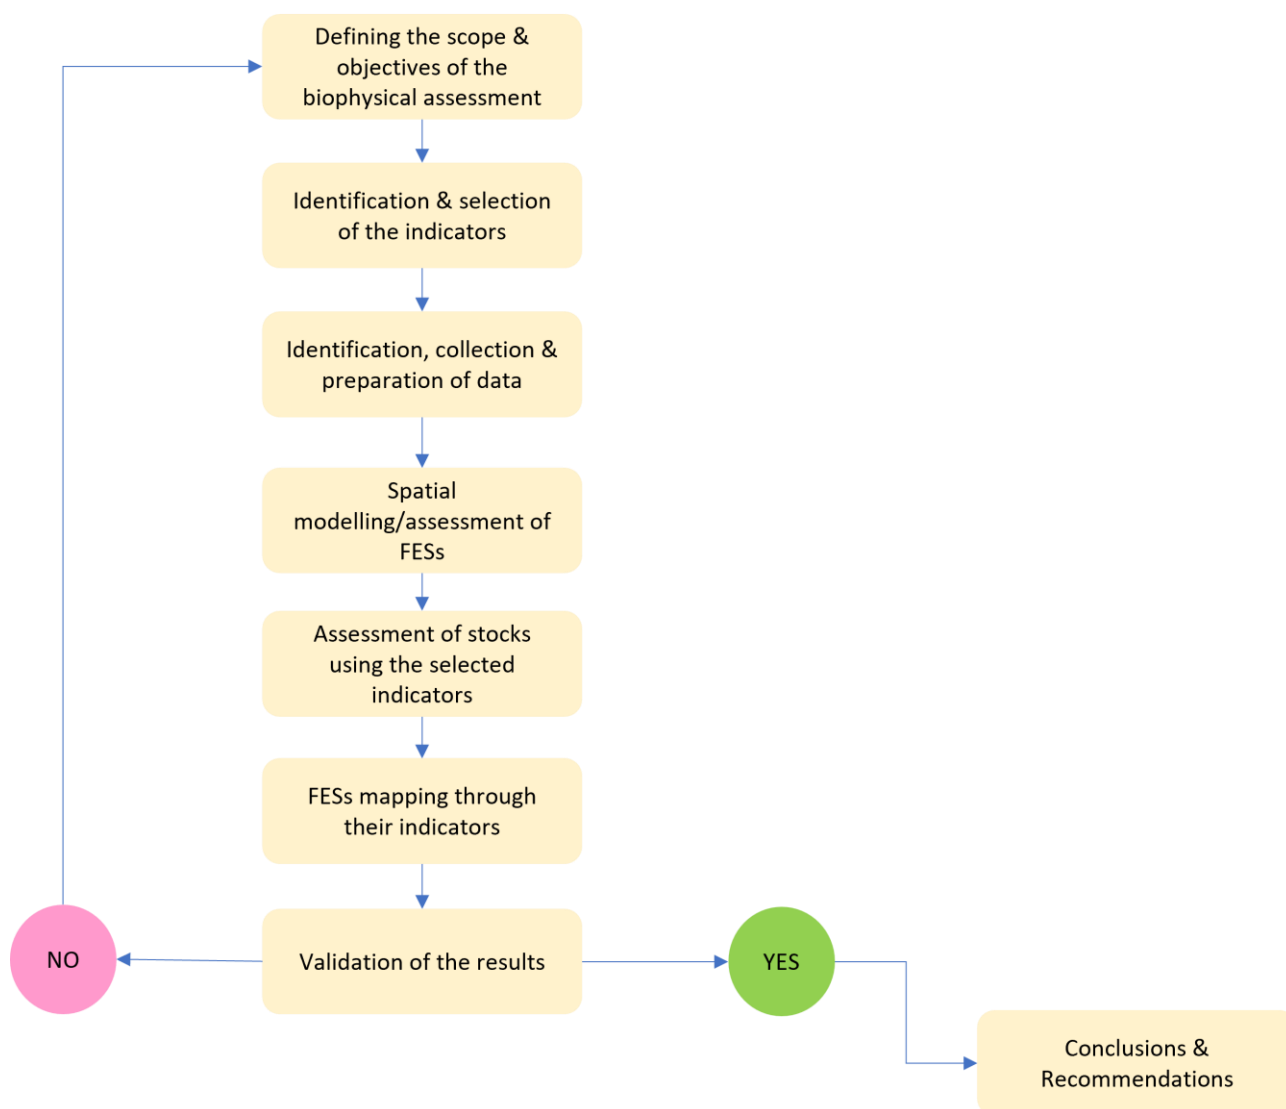 Defining the scope &
objectives of the
biophysical assessment
Identification & selection
of the indicators
Identification, collection &
preparation of data
Spatial
modelling/assessment of
FESs
Assessment of stocks
using the selected
indicators
FESs mapping through
their indicators
NO
Validation of the results
YES
Conclusions &
Recommendations